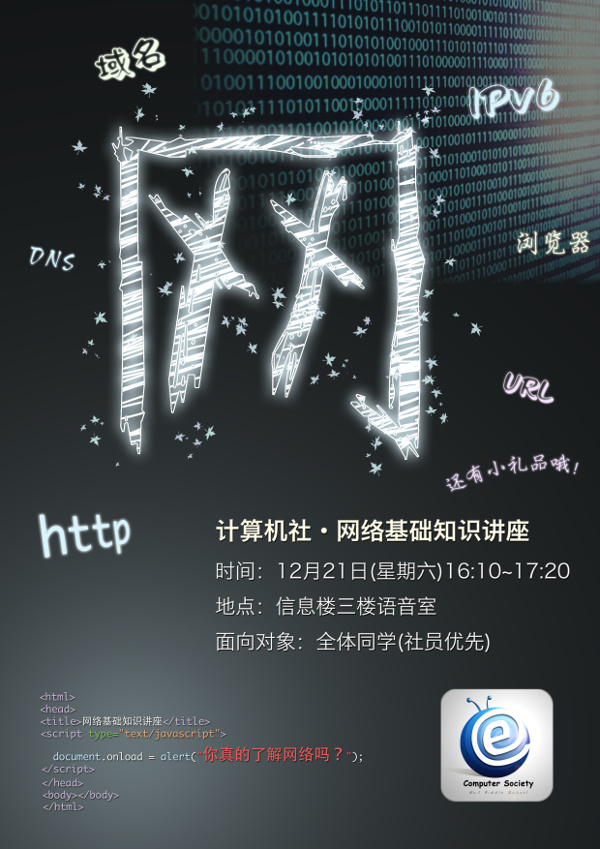 域名
IPV6
网
DNS
浏览器
URL
还有小礼品哦!
http
计算机社·网络基础知识讲座
时间：12月21日(星期六)16:10~17:20
地点：信息楼三楼语音室
面向对象：全体同学(社员优先)
<html>
<head>
<title>网络基础知识讲座</title>
<script type="text/javascript">
document.onload = alert("你真的了解网络吗？");
</script>
</head>
<body></body>
</html>
e
Computer Society